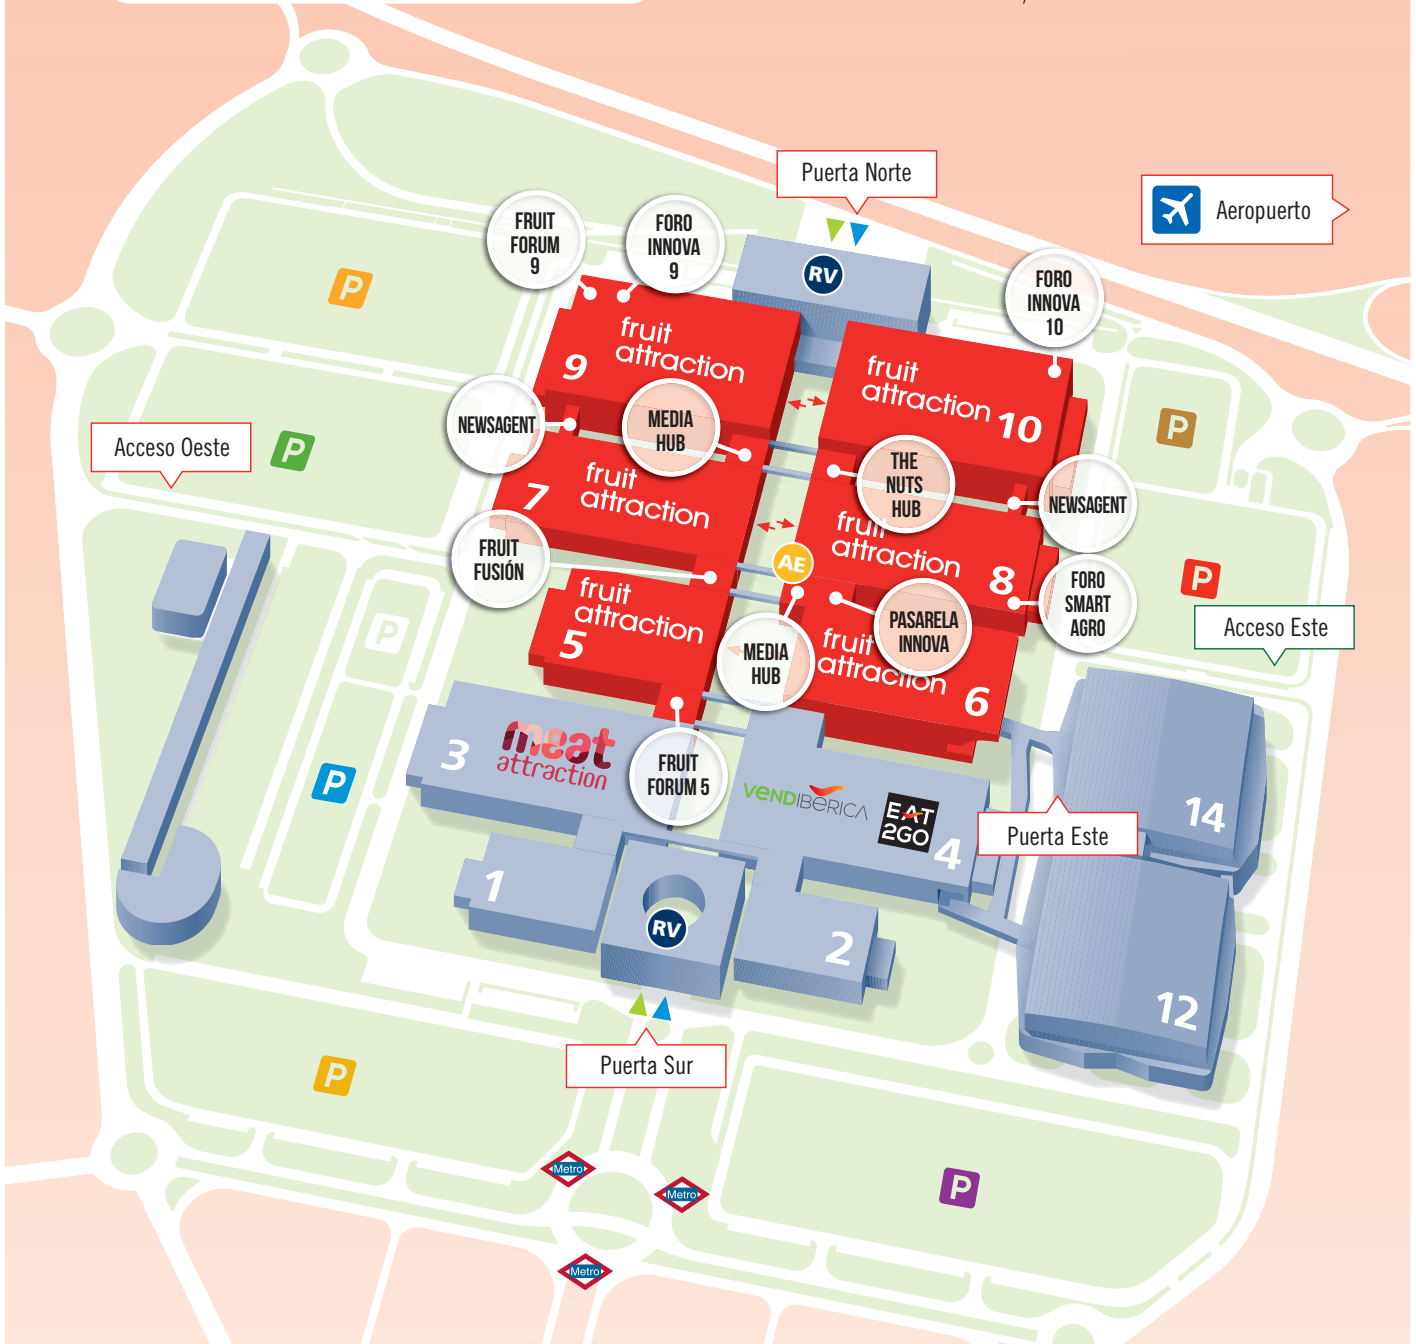 Puerta Norte
Aeropuerto
RV
FRUIT
FORUM
9
FORO
INNOVA
9
FORO
INNOVA
10
P
fruit
attraction
9
fruit
attraction
10
P
NEWSAGENT
MEDIA
HUB
Acceso Oeste
P
THE
NUTS
HUB
NEWSAGENT
fruit
attraction
7
fruit
attraction
8
FRUIT
FUSIÓN
AE
FORO
SMART
AGRO
P
Acceso Este
P
fruit
attraction
5
PASARELA
INNOVA
MEDIA
HUB
fruit
attraction
6
meat
attraction
3
FRUIT
FORUM 5
P
VENDIBERICA
EAT
2GO
4
Puerta Este
14
1
RV
2
12
Puerta Sur
P
Metro
Metro
P
Metro